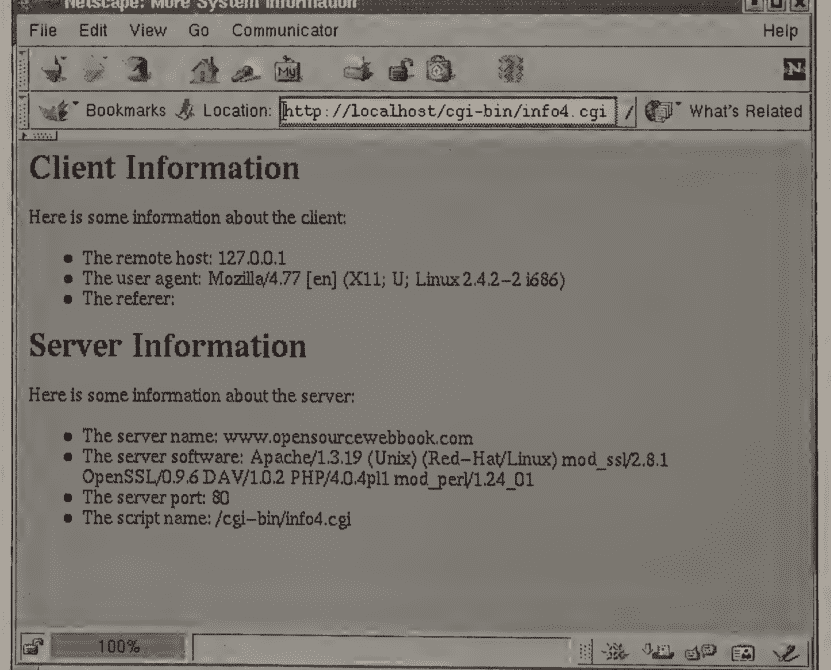 Netscape: More System Information
File Edit View Go Communicator Help
My
N
Bookmarks Location: http://localhost/cgi-bin/info4.cgi What's Related
Client Information
Here is some information about the client:
The remote host: 127.0.0.1
The user agent: Mozilla/4.77 [en] (X11; U; Linux 2.4.2-2 i686)
The referer:
Server Information
Here is some information about the server:
The server name: www.opensourcewebbook.com
The server software: Apache/1.3.19 (Unix) (Red-Hat/Linux) mod_ssl/2.8.1
OpenSSL/0.9.6 DAV/1.0.2 PHP/4.0.4pl1 mod_perl/1.24_01
The server port: 80
The script name: /cgi-bin/info4.cgi
100%